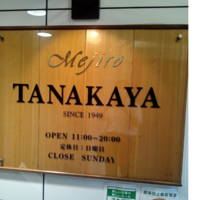 Mejiro
TANAKAYA
SINCE 1949
OPEN 11:00~20:00
定休日：日曜日
CLOSE SUNDAY